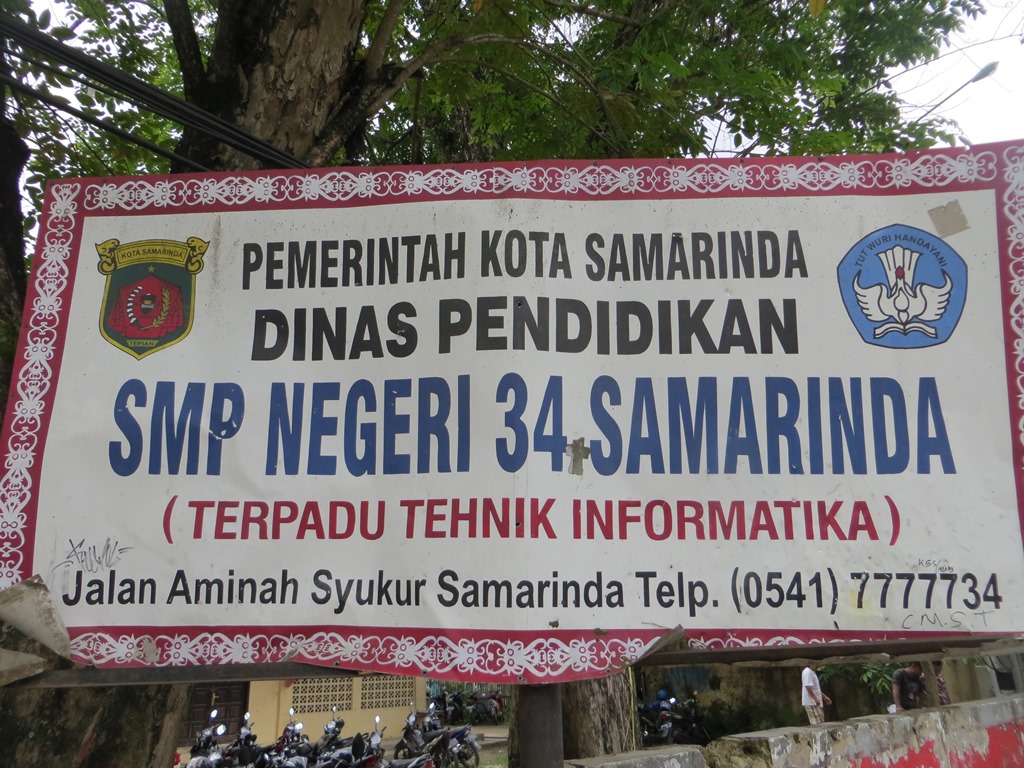 KOTA SAMARINDA
TEPIAN
PEMERINTAH KOTA SAMARINDA
TUT WURI HANDAYANI
DINAS PENDIDIKAN
SMP NEGERI 34 SAMARINDA
(TERPADU TEHNIK INFORMATIKA)
Jalan Aminah Syukur Samarinda Telp. (0541) 7777734
C.M.S.T